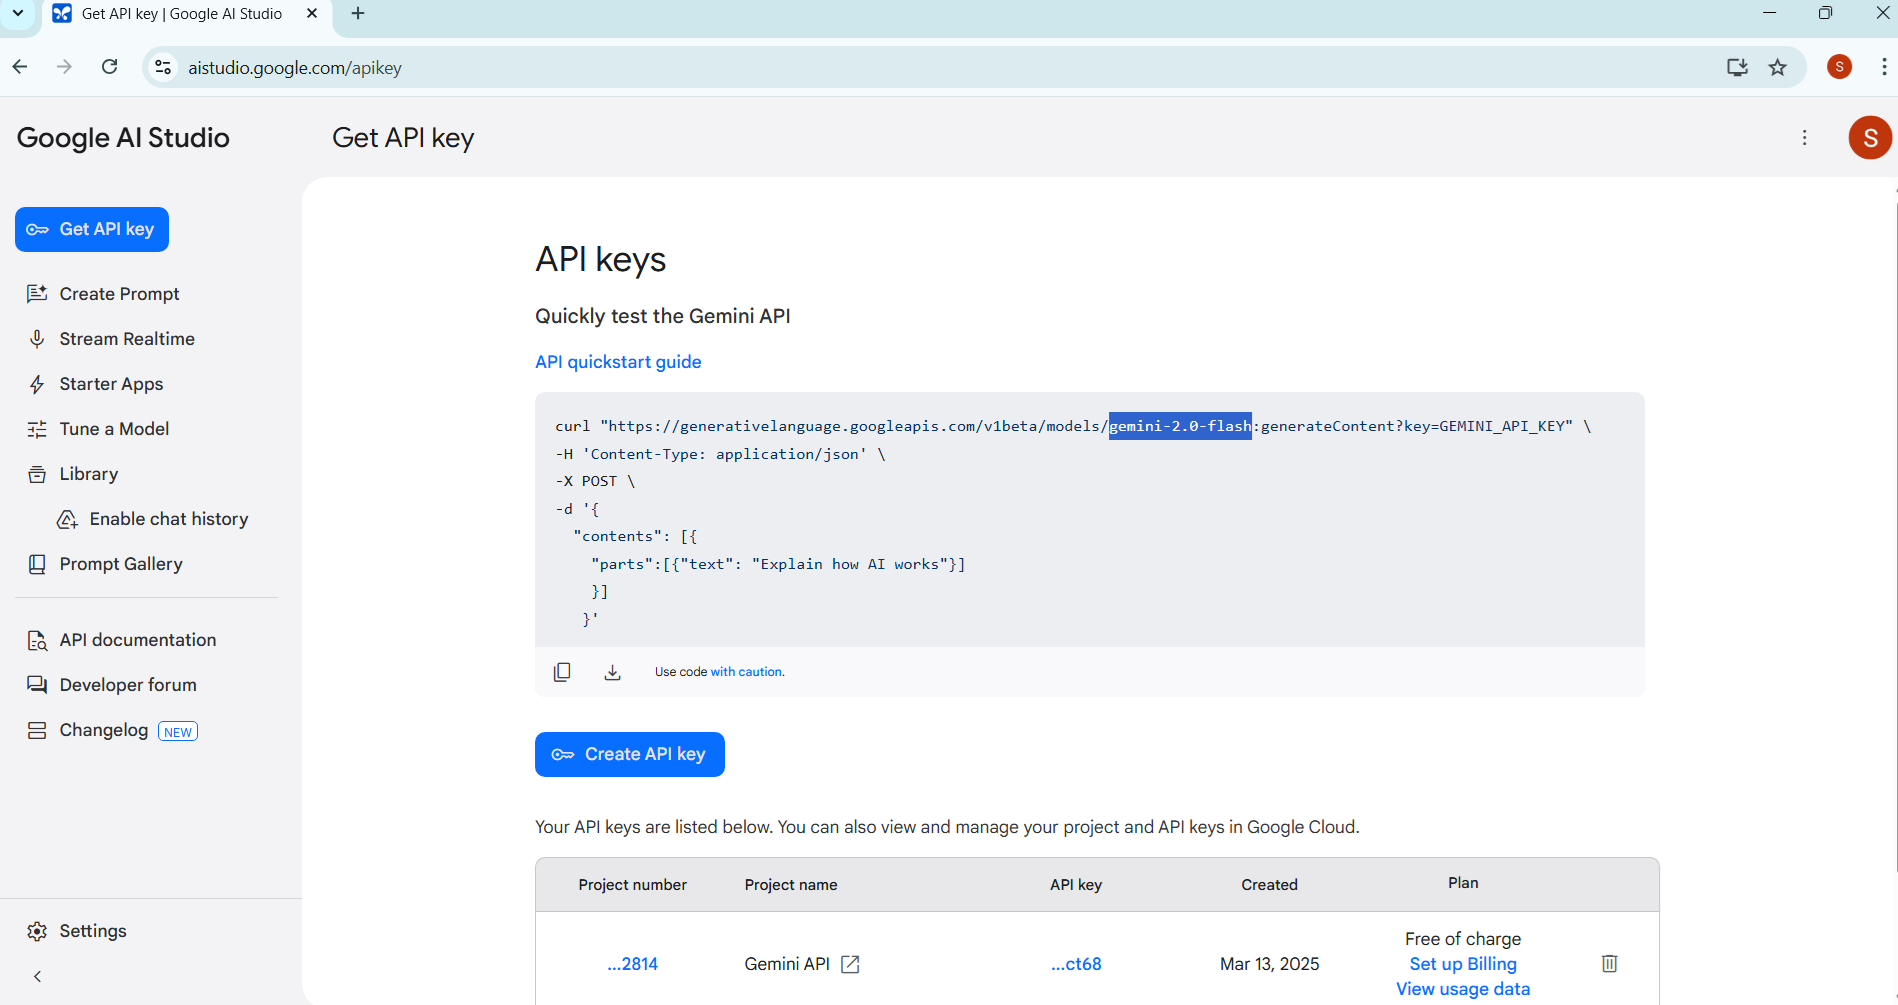 Get API key | Google AI Studio
aistudio.google.com/apikey
S
Google AI Studio
Get API key
S
Get API key
Create Prompt
Stream Realtime
Starter Apps
Tune a Model
Library
Enable chat history
Prompt Gallery
API documentation
Developer forum
Changelog NEW
Settings
API keys
Quickly test the Gemini API
API quickstart guide
curl "https://generativelanguage.googleapis.com/v1beta/models/gemini-2.0-flash:generateContent?key=GEMINI_API_KEY" \
-H 'Content-Type: application/json' \
-X POST \
-d '{
"contents": [{
"parts":[{"text": "Explain how AI works"}]
}]
}'
Use code with caution.
Create API key
Your API keys are listed below. You can also view and manage your project and API keys in Google Cloud.
Project number Project name API key Created Plan
...2814 Gemini API ...ct68 Mar 13, 2025 Free of charge
Set up Billing
View usage data